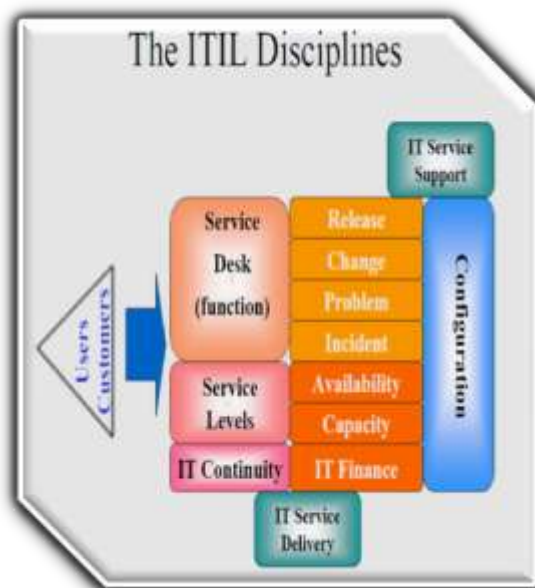 The ITIL Disciplines
IT Service
Support
Service
Desk
(function)
Release
Change
Problem
Incident
Configuration
Users
Customers
Service
Levels
Availability
Capacity
IT Continuity
IT Finance
IT Service
Delivery